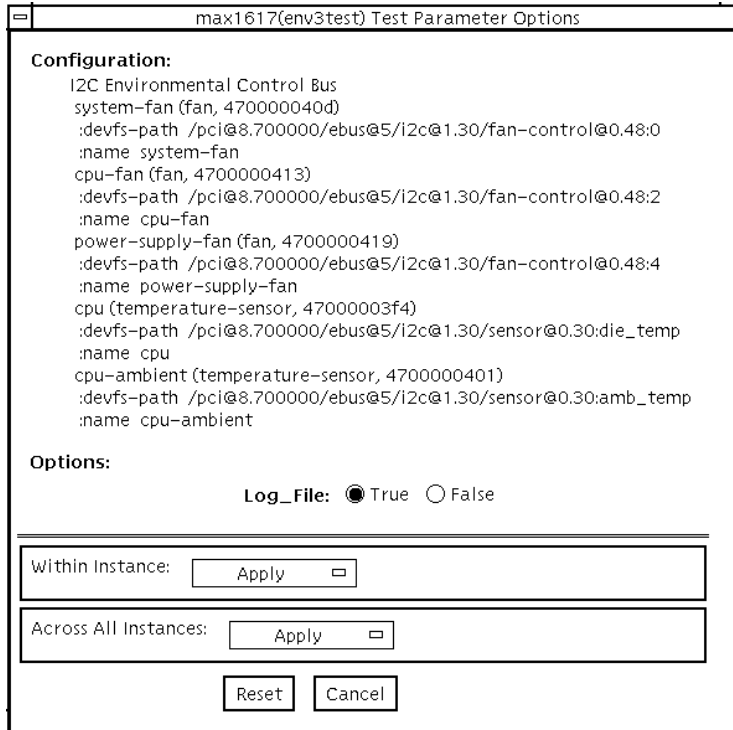 max1617(env3test) Test Parameter Options
Configuration:
I2C Environmental Control Bus
system-fan (fan, 470000040d)
:devfs-path /pci@8.700000/ebus@5/i2c@1.30/fan-control@0.48:0
:name system-fan
cpu-fan (fan, 4700000413)
:devfs-path /pci@8.700000/ebus@5/i2c@1.30/fan-control@0.48:2
:name cpu-fan
power-supply-fan (fan, 4700000419)
:devfs-path /pci@8.700000/ebus@5/i2c@1.30/fan-control@0.48:4
:name power-supply-fan
cpu (temperature-sensor, 47000003f4)
:devfs-path /pci@8.700000/ebus@5/i2c@1.30/sensor@0.30:die_temp
:name cpu
cpu-ambient (temperature-sensor, 4700000401)
:devfs-path /pci@8.700000/ebus@5/i2c@1.30/sensor@0.30:amb_temp
:name cpu-ambient
Options:
Log_File: True False
Within Instance: Apply
Across All Instances: Apply
Reset Cancel